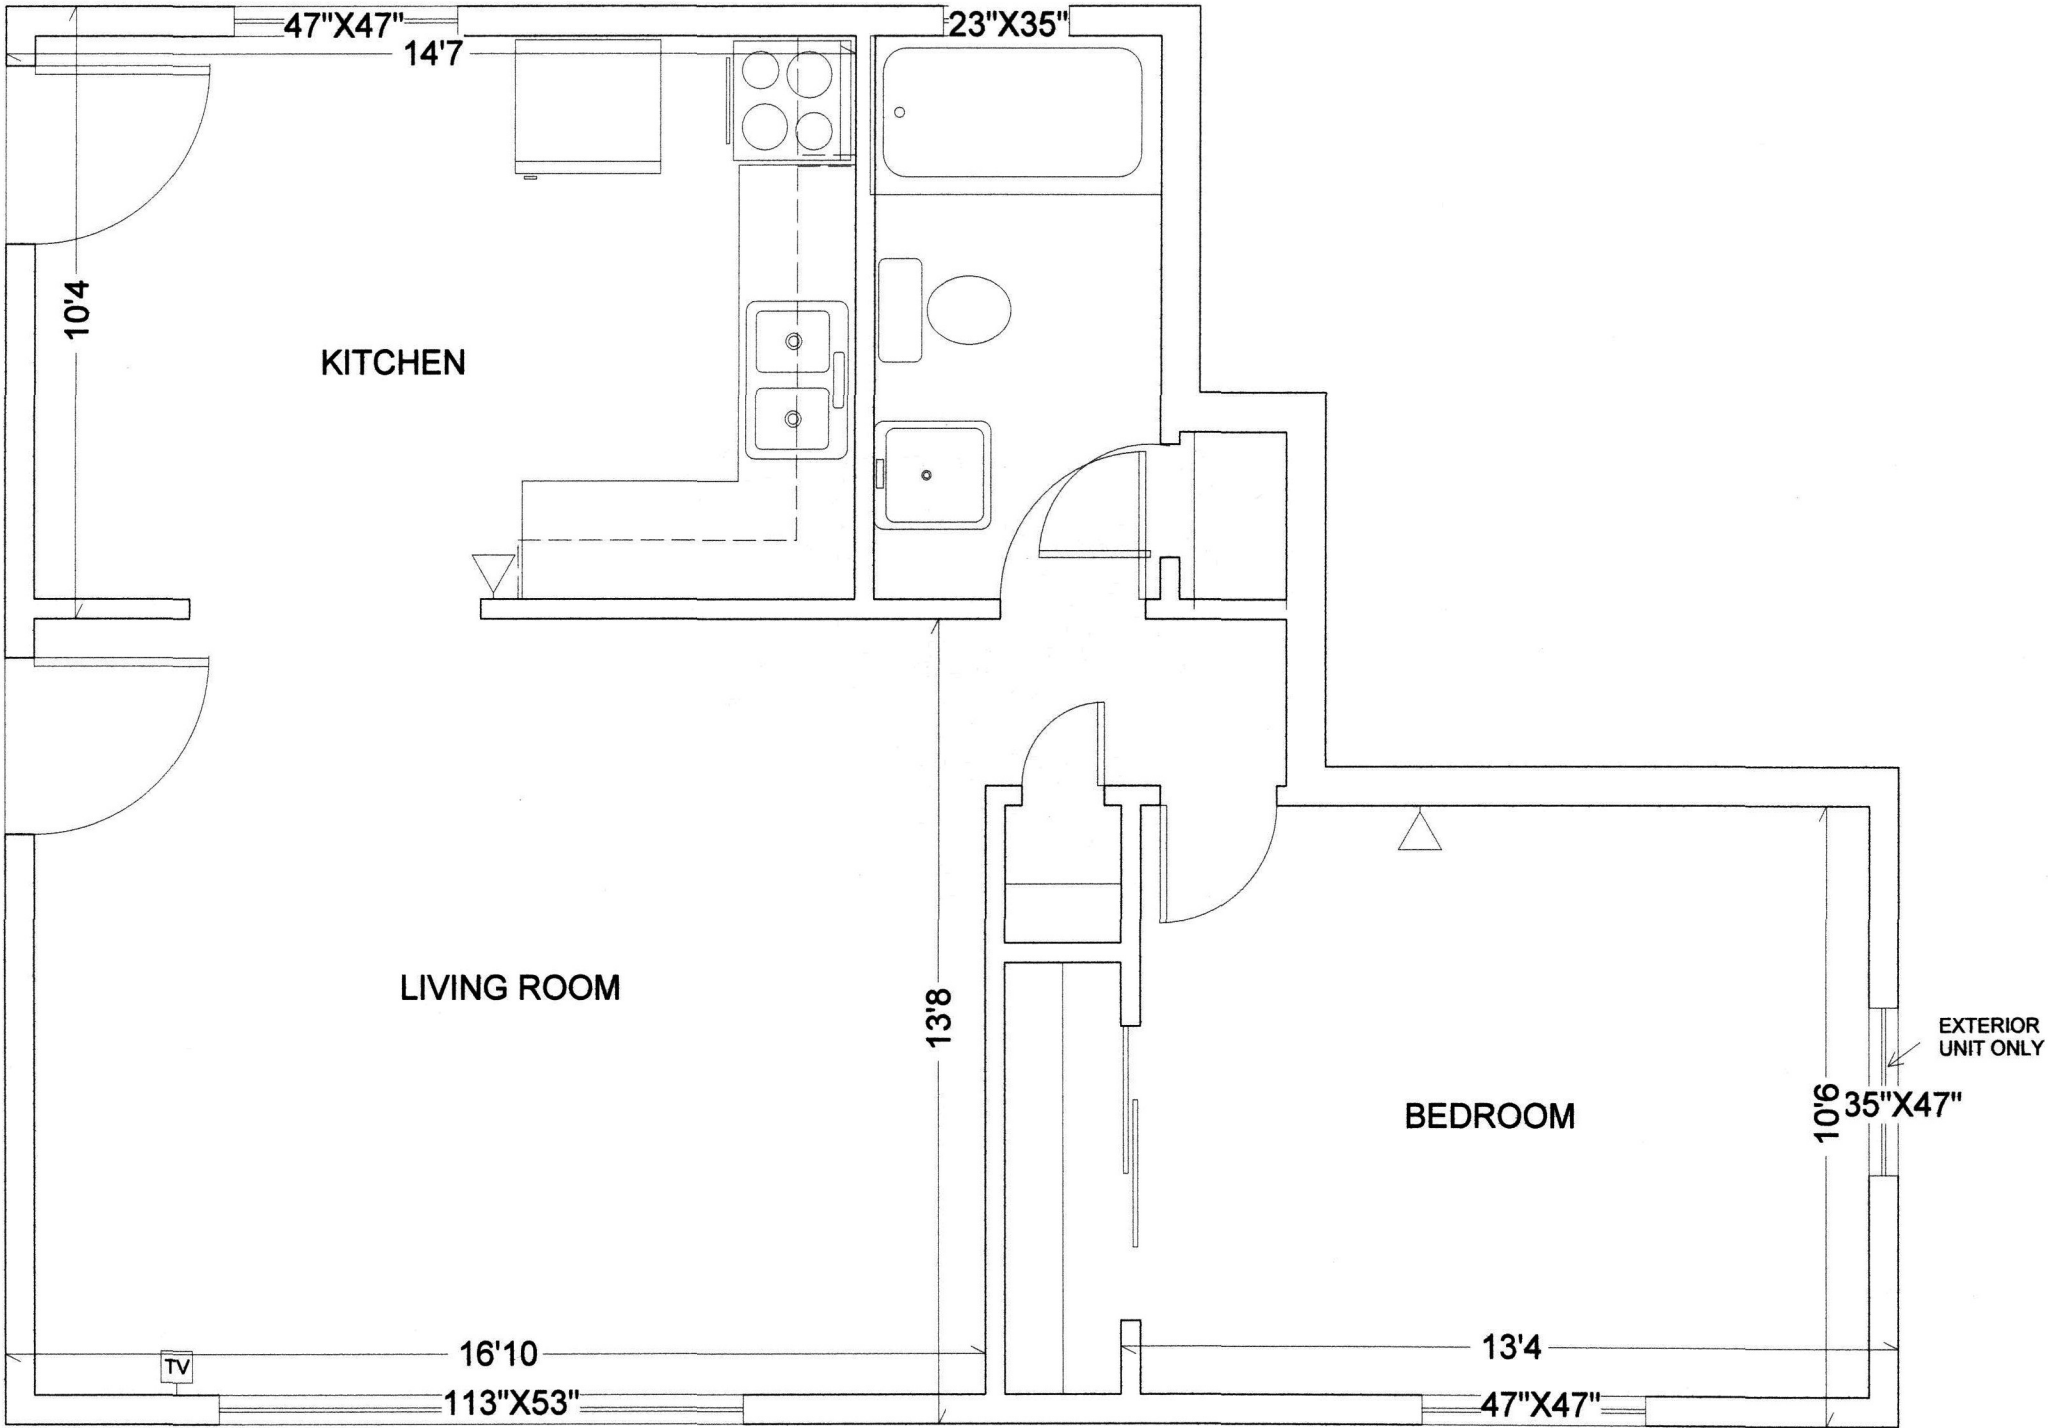 47"X47"
23"X35"
14'7
10'4
KITCHEN
LIVING ROOM
13'8
EXTERIOR
UNIT ONLY
10'6
35"X47"
BEDROOM
16'10
13'4
TV
113"X53"
47"X47"